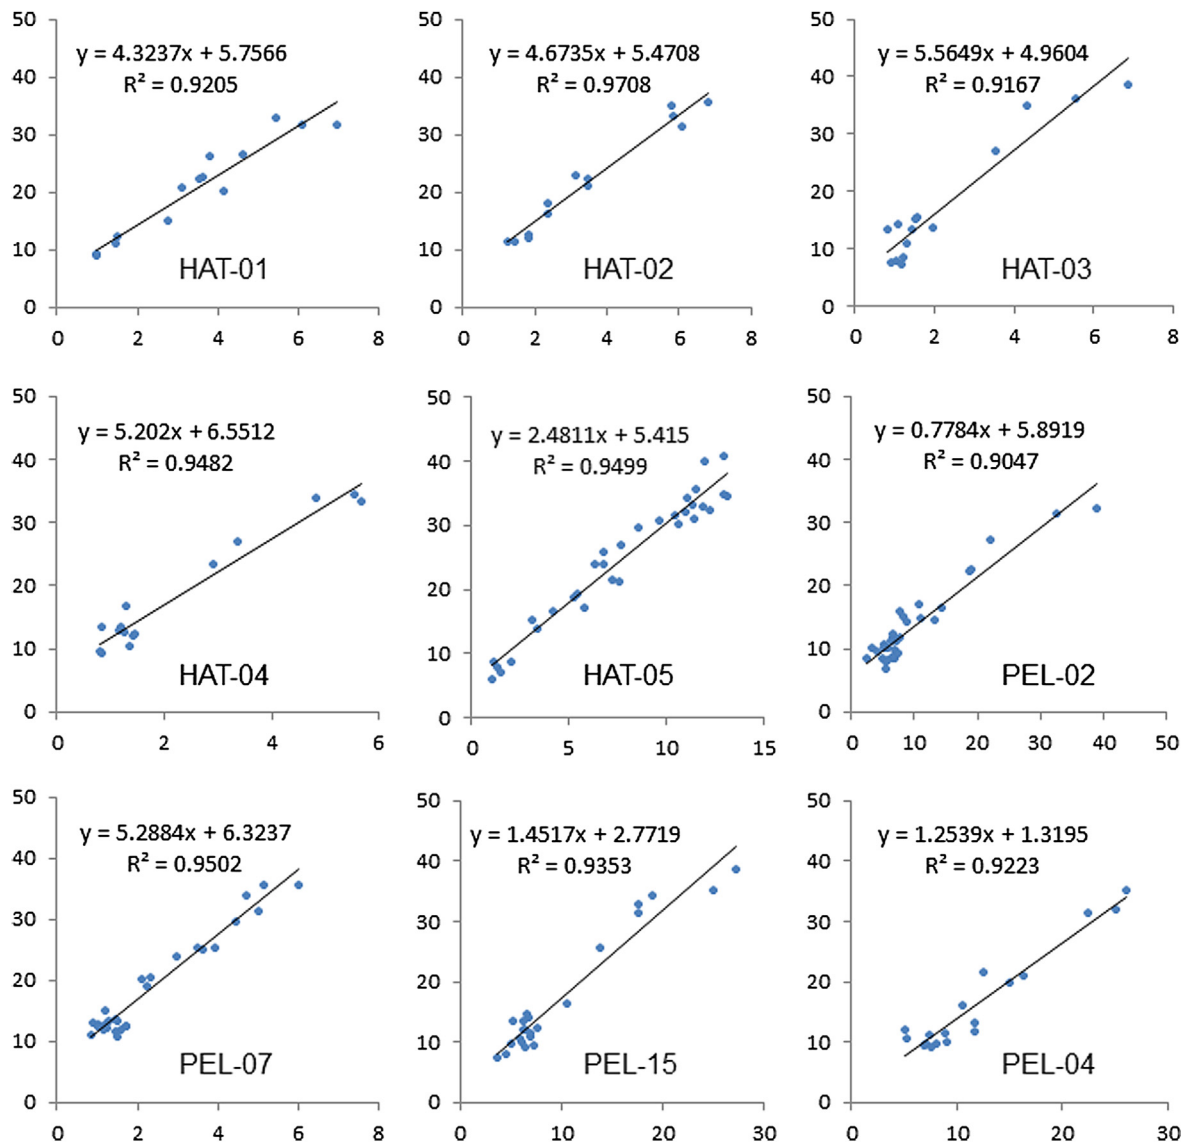 50
40
30
20
10
0
y = 4.3237x + 5.7566
R² = 0.9205
HAT-01
0 2 4 6 8
50
40
30
20
10
0
y = 4.6735x + 5.4708
R² = 0.9708
HAT-02
0 2 4 6 8
50
40
30
20
10
0
y = 5.5649x + 4.9604
R² = 0.9167
HAT-03
0 2 4 6 8
50
40
30
20
10
0
y = 5.202x + 6.5512
R² = 0.9482
HAT-04
0 2 4 6
50
40
30
20
10
0
y = 2.4811x + 5.415
R² = 0.9499
HAT-05
0 5 10 15
50
40
30
20
10
0
y = 0.7784x + 5.8919
R² = 0.9047
PEL-02
0 10 20 30 40 50
50
40
30
20
10
0
y = 5.2884x + 6.3237
R² = 0.9502
PEL-07
0 2 4 6 8
50
40
30
20
10
0
y = 1.4517x + 2.7719
R² = 0.9353
PEL-15
0 10 20 30
50
40
30
20
10
0
y = 1.2539x + 1.3195
R² = 0.9223
PEL-04
0 10 20 30